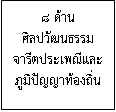 ๘ ด้าน
ศิลปวัฒนธรรม
จารีตประเพณีและ
ภูมิปัญญาท้องถิ่น